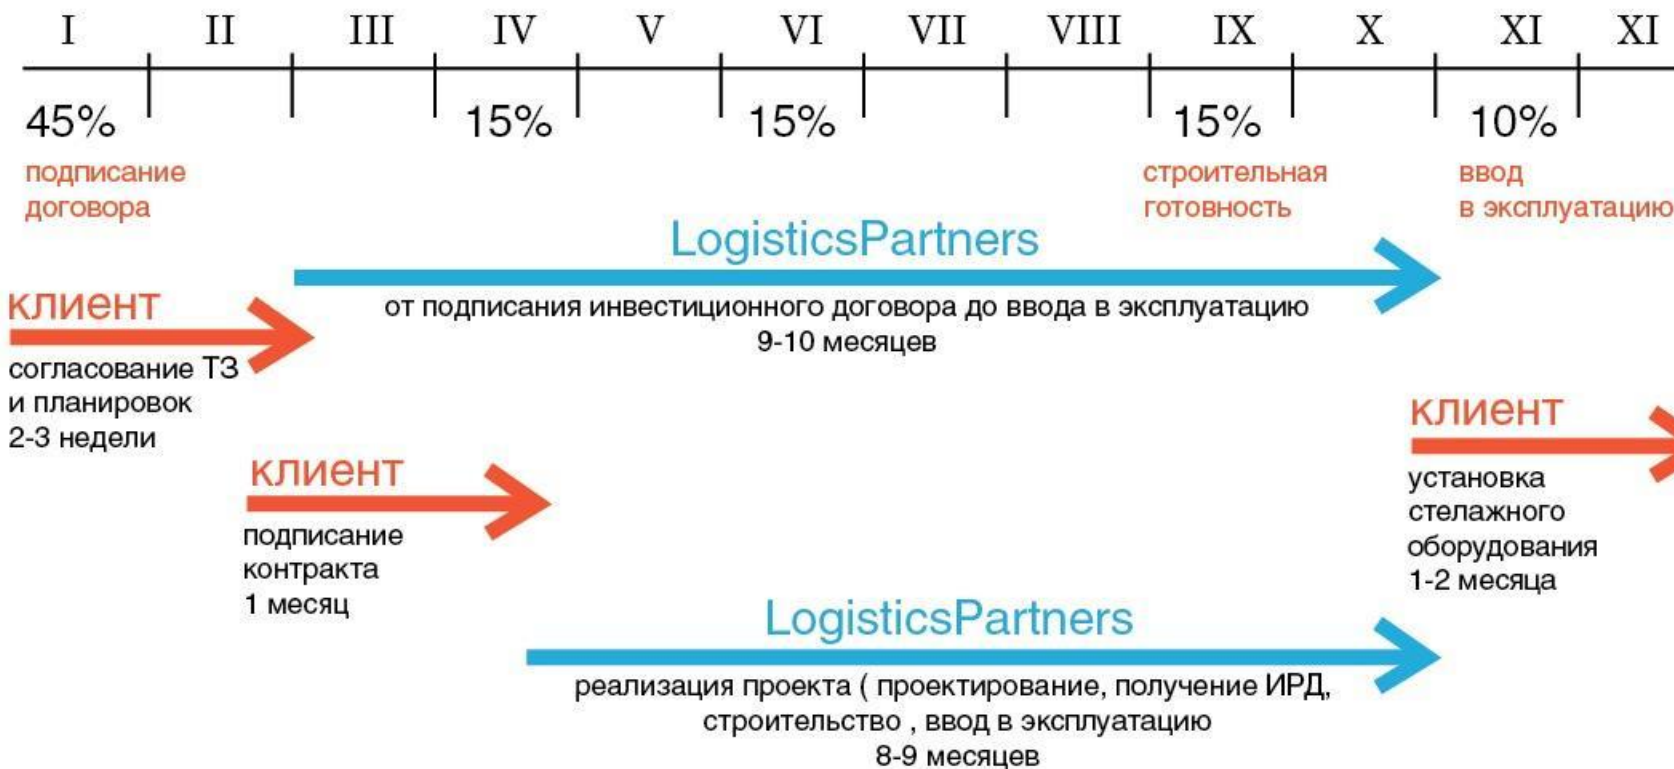 I II III IV V VI VII VIII IX X XI XI
45% 15% 15% 15% 10%
подписание
договора
строительная
готовность
ввод
в эксплуатацию
LogisticsPartners
от подписания инвестиционного договора до ввода в эксплуатацию
9-10 месяцев
клиент
согласование ТЗ
и планировок
2-3 недели
клиент
подписание
контракта
1 месяц
клиент
установка
стелажного
оборудования
1-2 месяца
LogisticsPartners
реализация проекта ( проектирование, получение ИРД,
строительство , ввод в эксплуатацию
8-9 месяцев